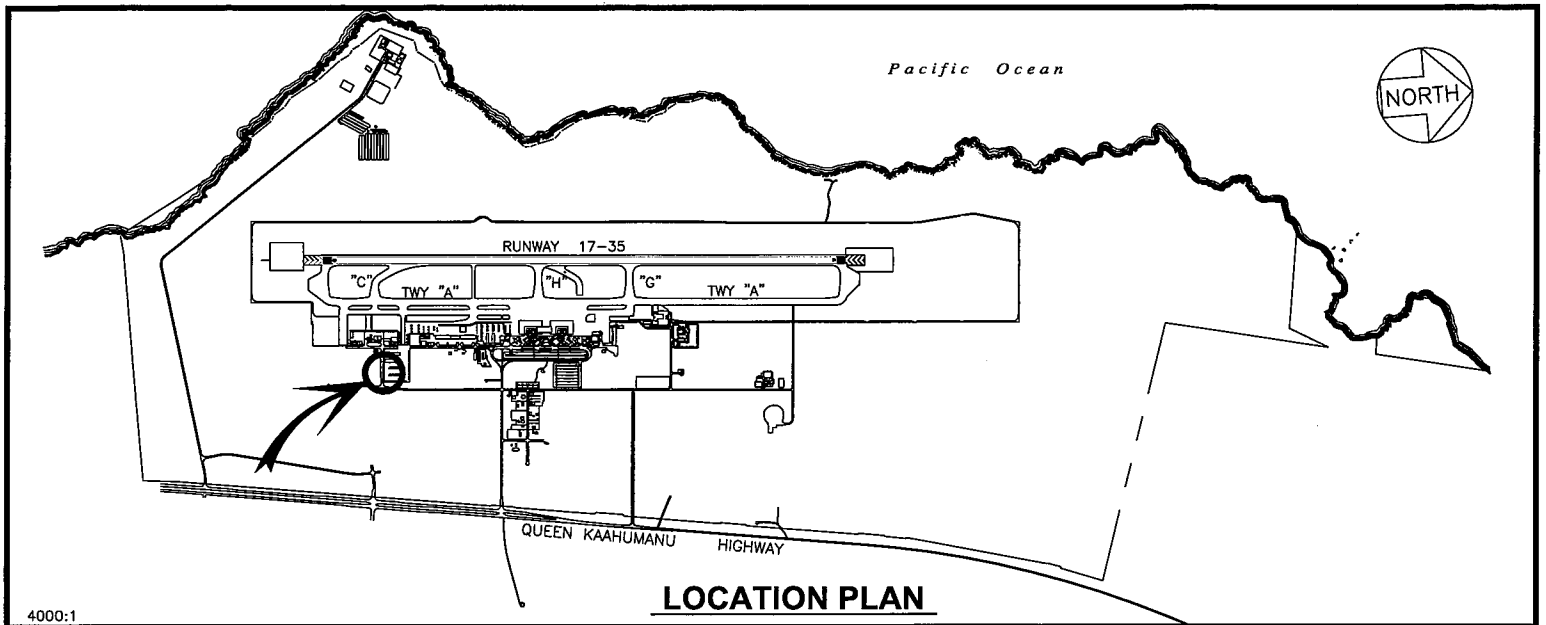 Pacific Ocean
NORTH
RUNWAY 17-35
"C"
"H"
"G"
TWY "A"
TWY "A"
QUEEN KAAHUMANU HIGHWAY
LOCATION PLAN
4000:1